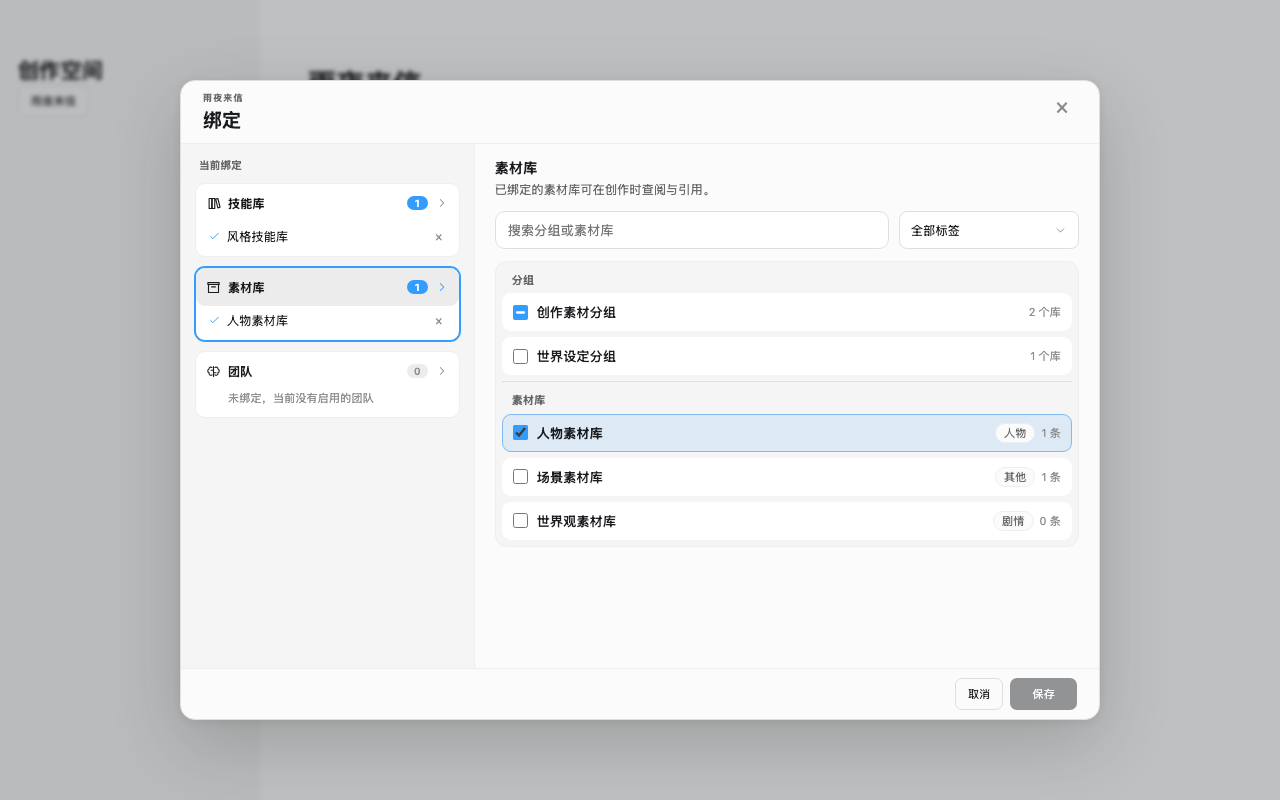 创作空间
雨夜来信
雨夜来信
雨夜来信
绑定
当前绑定
技能库 1
风格技能库
素材库 1
人物素材库
团队 0
未绑定，当前没有启用的团队
素材库
已绑定的素材库可在创作时查阅与引用。
搜索分组或素材库
全部标签
分组
创作素材分组 2 个库
世界设定分组 1 个库
素材库
人物素材库 人物 1 条
场景素材库 其他 1 条
世界观素材库 剧情 0 条
取消
保存